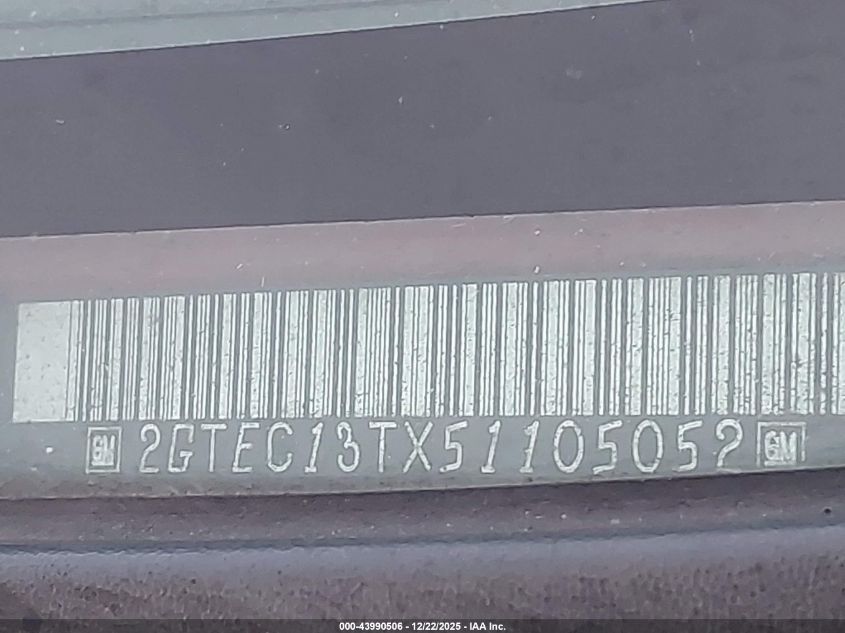 GM 2GTEC13TX51105052 GM
000-43990506 - 12/22/2025 - IAA Inc.